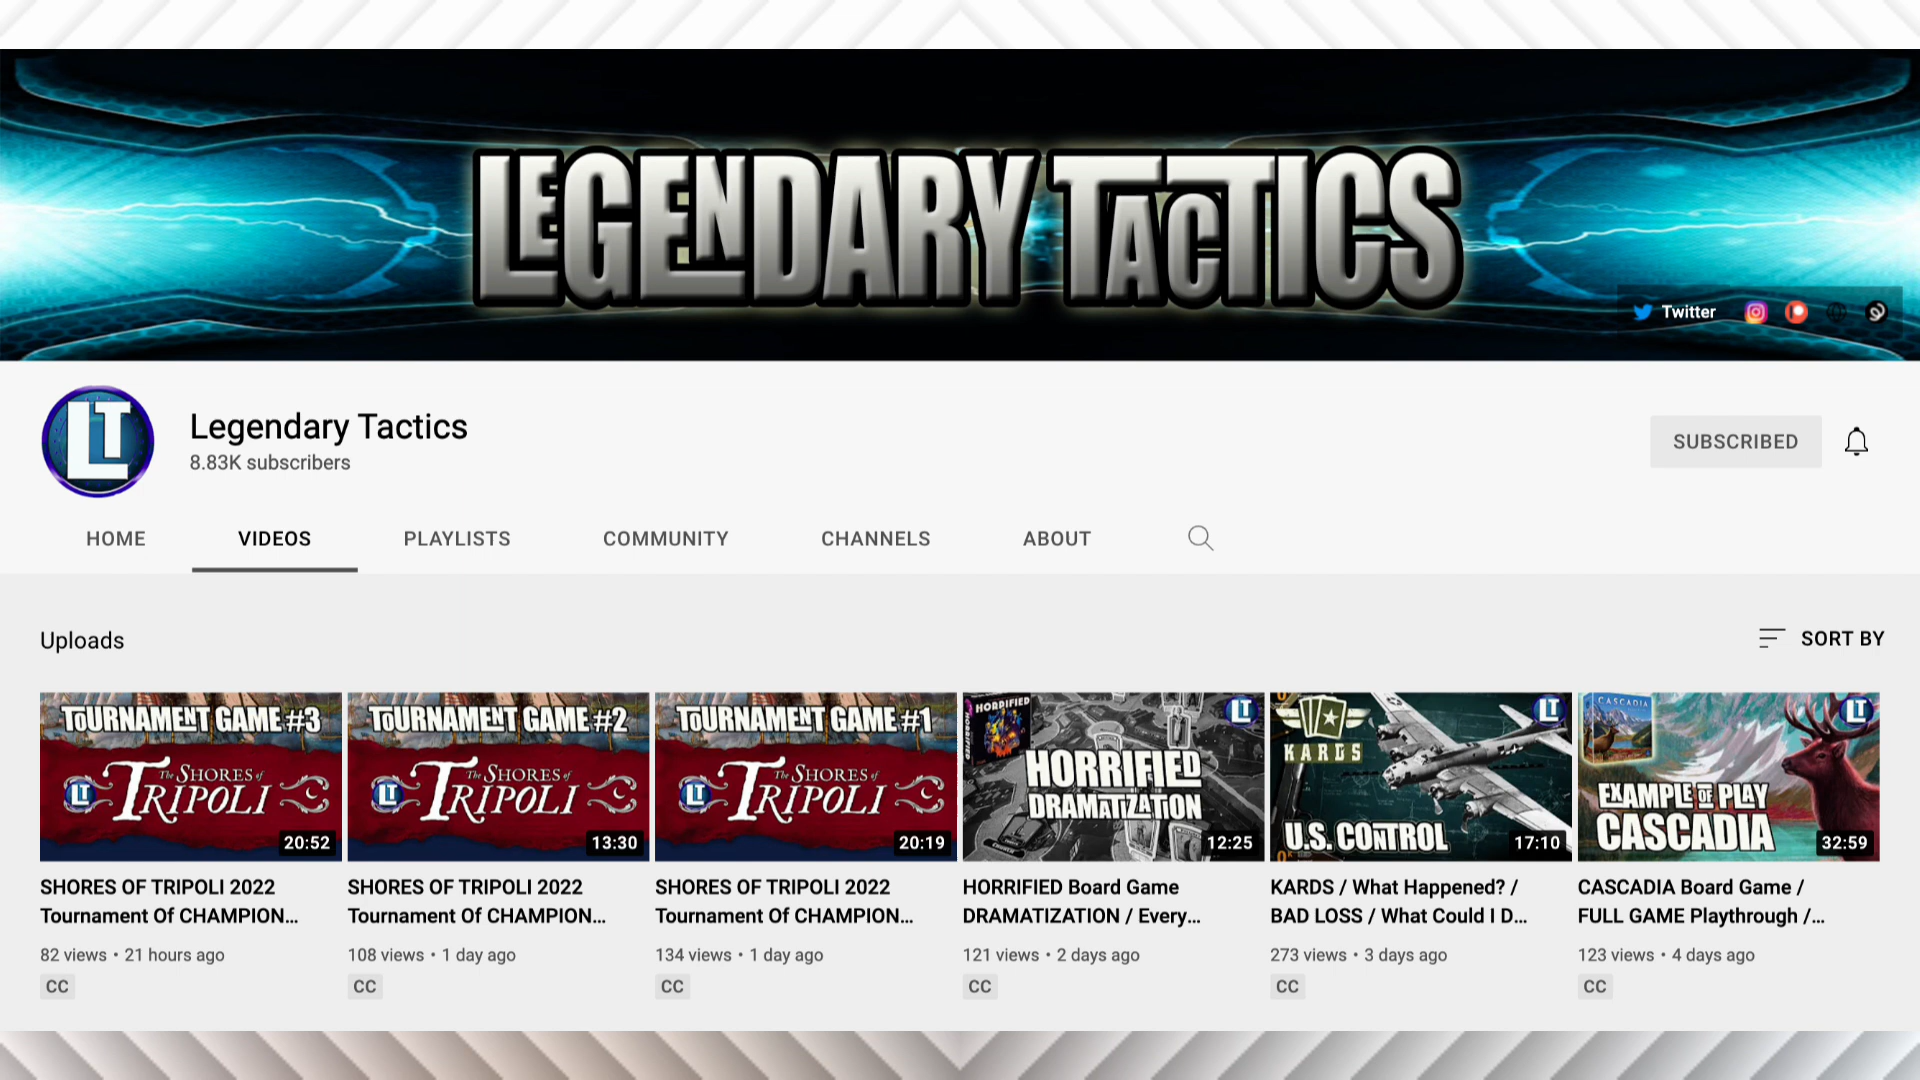 LEGENDARY TACTICS
Twitter
LT
Legendary Tactics
8.83K subscribers
SUBSCRIBED
HOME
VIDEOS
PLAYLISTS
COMMUNITY
CHANNELS
ABOUT
Uploads
SORT BY
TOURNAMENT GAME #3
LT
The SHORES of
TRIPOLI
20:52
TOURNAMENT GAME #2
LT
The SHORES of
TRIPOLI
13:30
TOURNAMENT GAME #1
LT
The SHORES of
TRIPOLI
20:19
HORRIFIED
HORRIFIED
LT
HORRIFIED
DRAMATIZATION
12:25
KARDS
LT
U.S. CONTROL
17:10
CASCADIA
LT
EXAMPLE OF PLAY
CASCADIA
32:59
SHORES OF TRIPOLI 2022
Tournament Of CHAMPION...
82 views • 21 hours ago
CC
SHORES OF TRIPOLI 2022
Tournament Of CHAMPION...
108 views • 1 day ago
CC
SHORES OF TRIPOLI 2022
Tournament Of CHAMPION...
134 views • 1 day ago
CC
HORRIFIED Board Game
DRAMATIZATION / Every...
121 views • 2 days ago
CC
KARDS / What Happened? /
BAD LOSS / What Could I D...
273 views • 3 days ago
CC
CASCADIA Board Game /
FULL GAME Playthrough /...
123 views • 4 days ago
CC